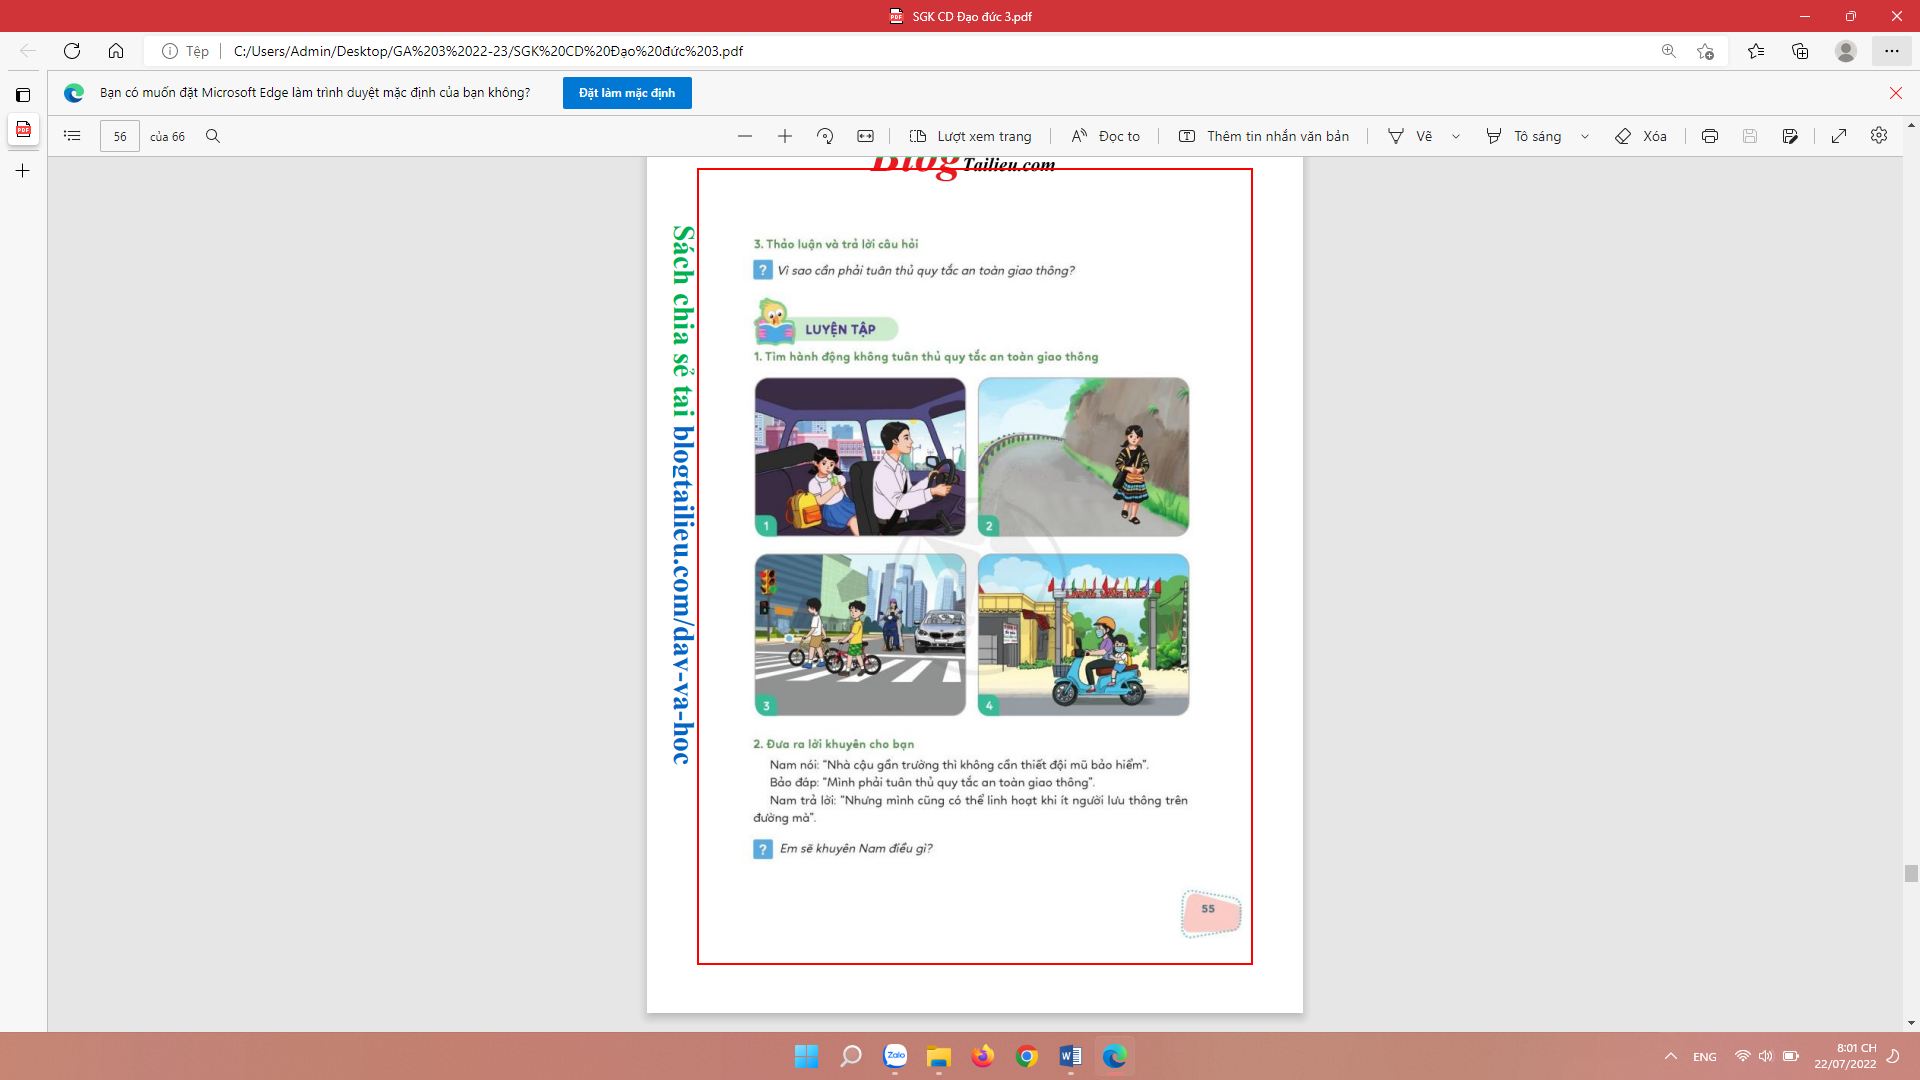 SGK CD Đạo đức 3.pdf
Tệp
C:/Users/Admin/Desktop/GA%203%2022-23/SGK%20CD%20Đạo%20đức%203.pdf
Bạn có muốn đặt Microsoft Edge làm trình duyệt mặc định của bạn không?
Đặt làm mặc định
56 của 66
Lượt xem trang
Đọc to
Thêm tin nhắn văn bản
Vẽ
Tô sáng
Xóa
Blog Tailieu.com
Sách chia sẻ tai blogtailieu.com/day-va-hoc
3. Thảo luận và trả lời câu hỏi
? Vì sao cần phải tuân thủ quy tắc an toàn giao thông?
LUYỆN TẬP
1. Tìm hành động không tuân thủ quy tắc an toàn giao thông
1
2
3
4
2. Đưa ra lời khuyên cho bạn
Nam nói: "Nhà cậu gần trường thì không cần thiết đội mũ bảo hiểm".
Bảo đáp: "Mình phải tuân thủ quy tắc an toàn giao thông".
Nam trả lời: "Nhưng mình cũng có thể linh hoạt khi ít người lưu thông trên
đường mà".
? Em sẽ khuyên Nam điều gì?
55
Zalo
ENG
8:01 CH
22/07/2022